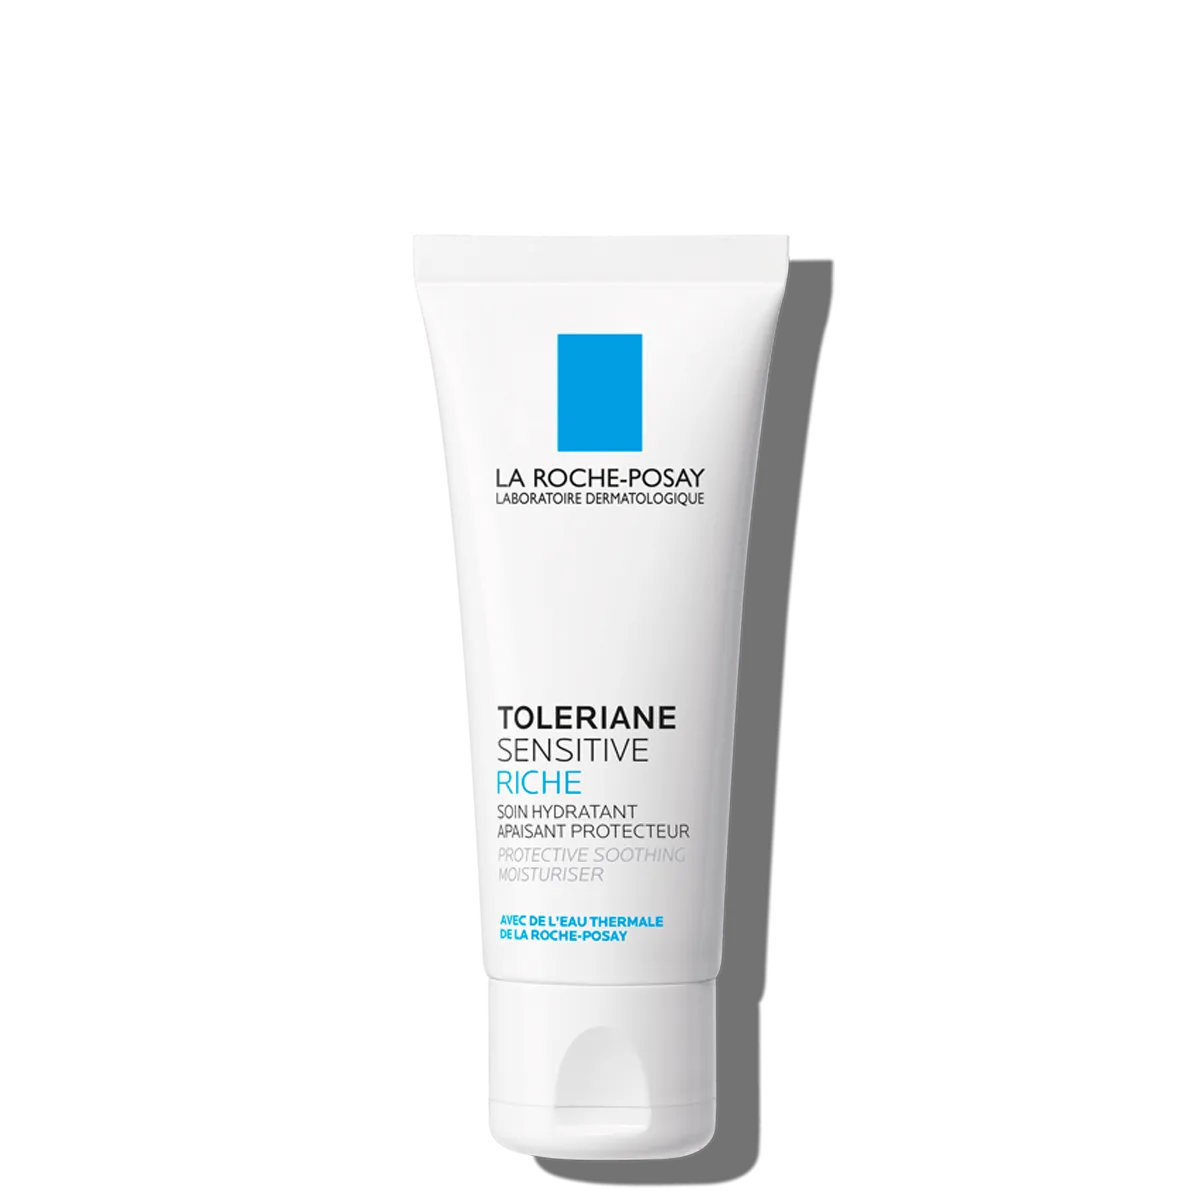 LA ROCHE-POSAY
LABORATOIRE DERMATOLOGIQUE
TOLERIANE
SENSITIVE
RICHE
SOIN HYDRATANT
APAISANT PROTECTEUR
PROTECTIVE SOOTHING
MOISTURISER
AVEC DE L'EAU THERMALE
DE LA ROCHE-POSAY